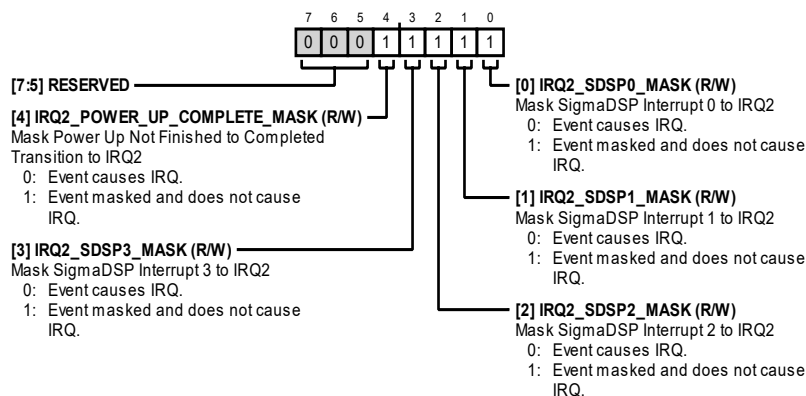 7 6 5 4 3 2 1 0
0 0 0 1 1 1 1 1
[7:5] RESERVED
[4] IRQ2_POWER_UP_COMPLETE_MASK (R/W)
Mask Power Up Not Finished to Completed
Transition to IRQ2
0: Event causes IRQ.
1: Event masked and does not cause
IRQ.
[3] IRQ2_SDSP3_MASK (R/W)
Mask SigmaDSP Interrupt 3 to IRQ2
0: Event causes IRQ.
1: Event masked and does not cause
IRQ.
[0] IRQ2_SDSP0_MASK (R/W)
Mask SigmaDSP Interrupt 0 to IRQ2
0: Event causes IRQ.
1: Event masked and does not cause
IRQ.
[1] IRQ2_SDSP1_MASK (R/W)
Mask SigmaDSP Interrupt 1 to IRQ2
0: Event causes IRQ.
1: Event masked and does not cause
IRQ.
[2] IRQ2_SDSP2_MASK (R/W)
Mask SigmaDSP Interrupt 2 to IRQ2
0: Event causes IRQ.
1: Event masked and does not cause
IRQ.